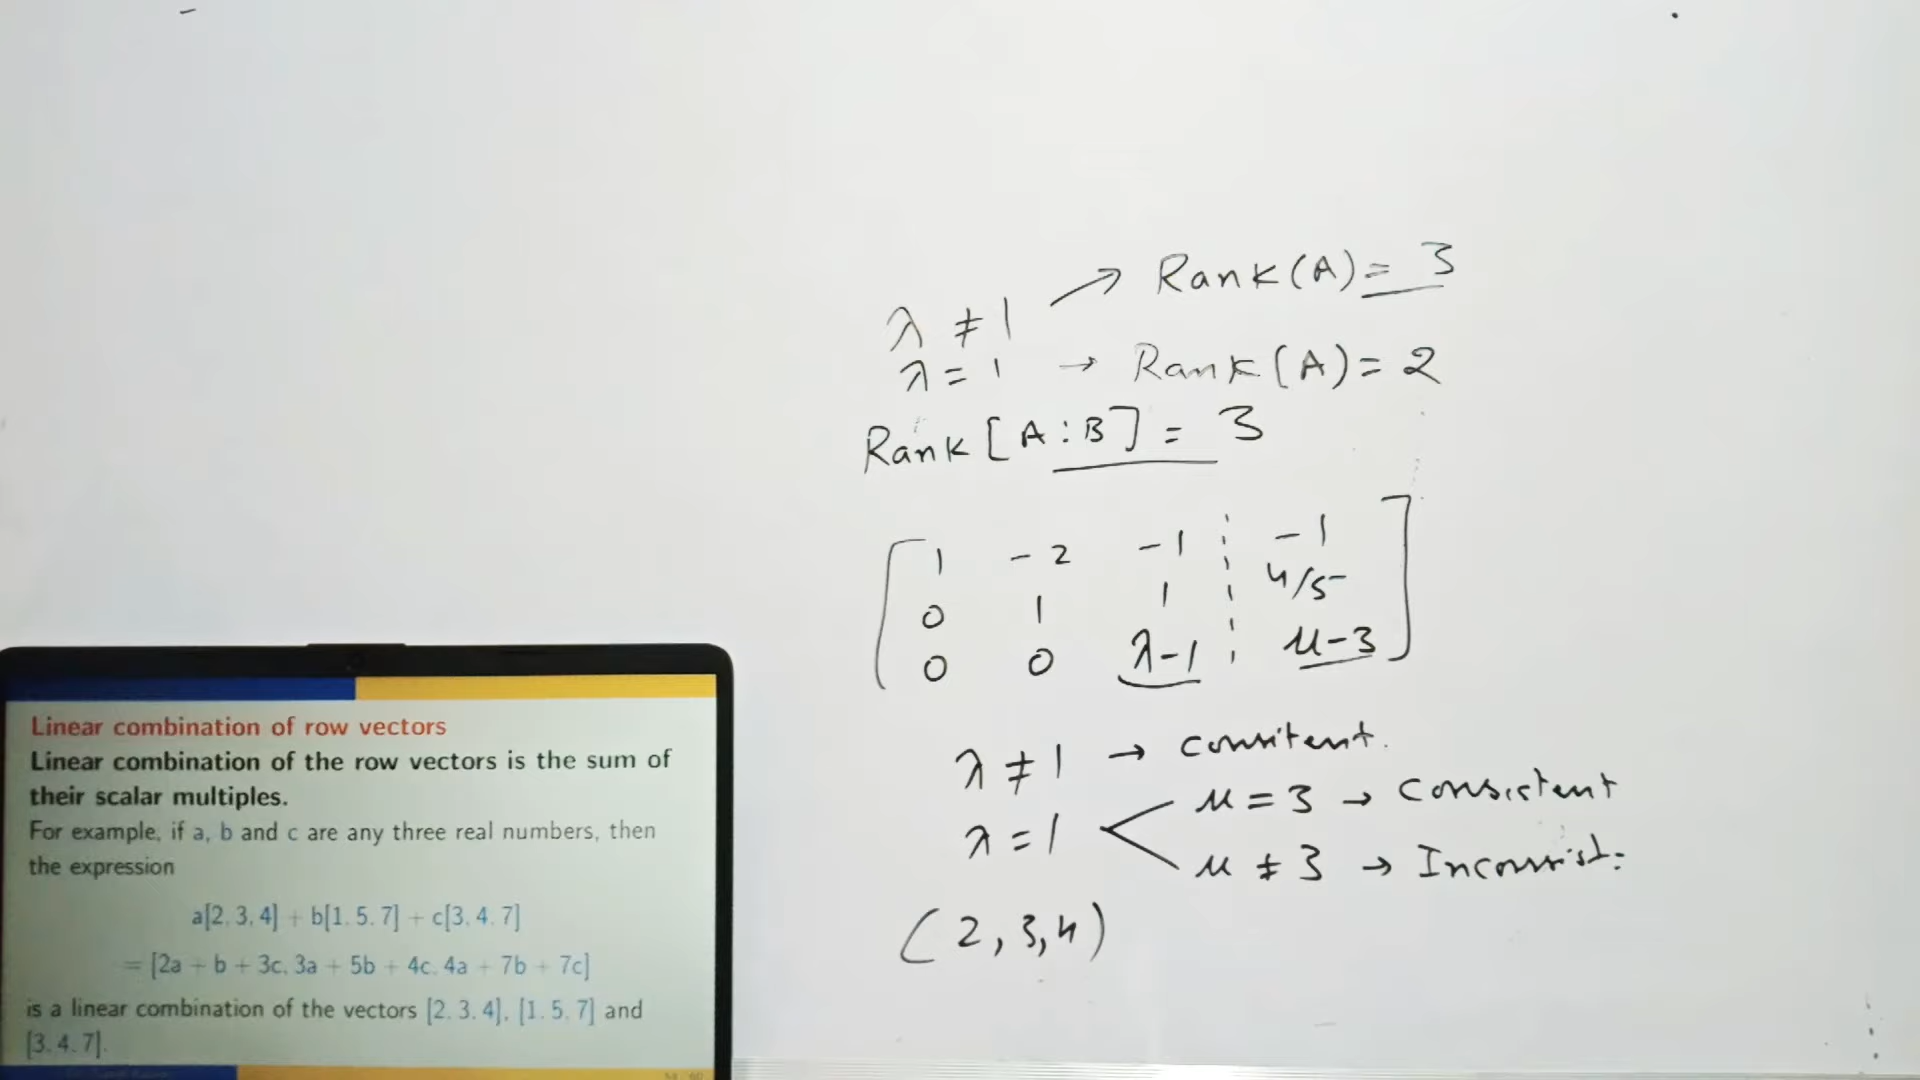 λ ≠ 1 → Rank(A) = 3
λ = 1 → Rank(A) = 2
Rank [A : B] = 3
1 -2 -1 ¦ -1
0 1 1 ¦ 4/5
0 0 λ-1 ¦ μ-3
λ ≠ 1 → consitent.
λ = 1 < μ = 3 → consistent
μ ≠ 3 → Inconsist.
(2, 3, 4)
Linear combination of row vectors
Linear combination of the row vectors is the sum of
their scalar multiples.
For example, if a, b and c are any three real numbers, then
the expression
a[2, 3, 4] + b[1, 5, 7] + c[3, 4, 7]
= [2a + b + 3c, 3a + 5b + 4c, 4a + 7b + 7c]
is a linear combination of the vectors [2, 3, 4], [1, 5, 7] and
[3, 4, 7].